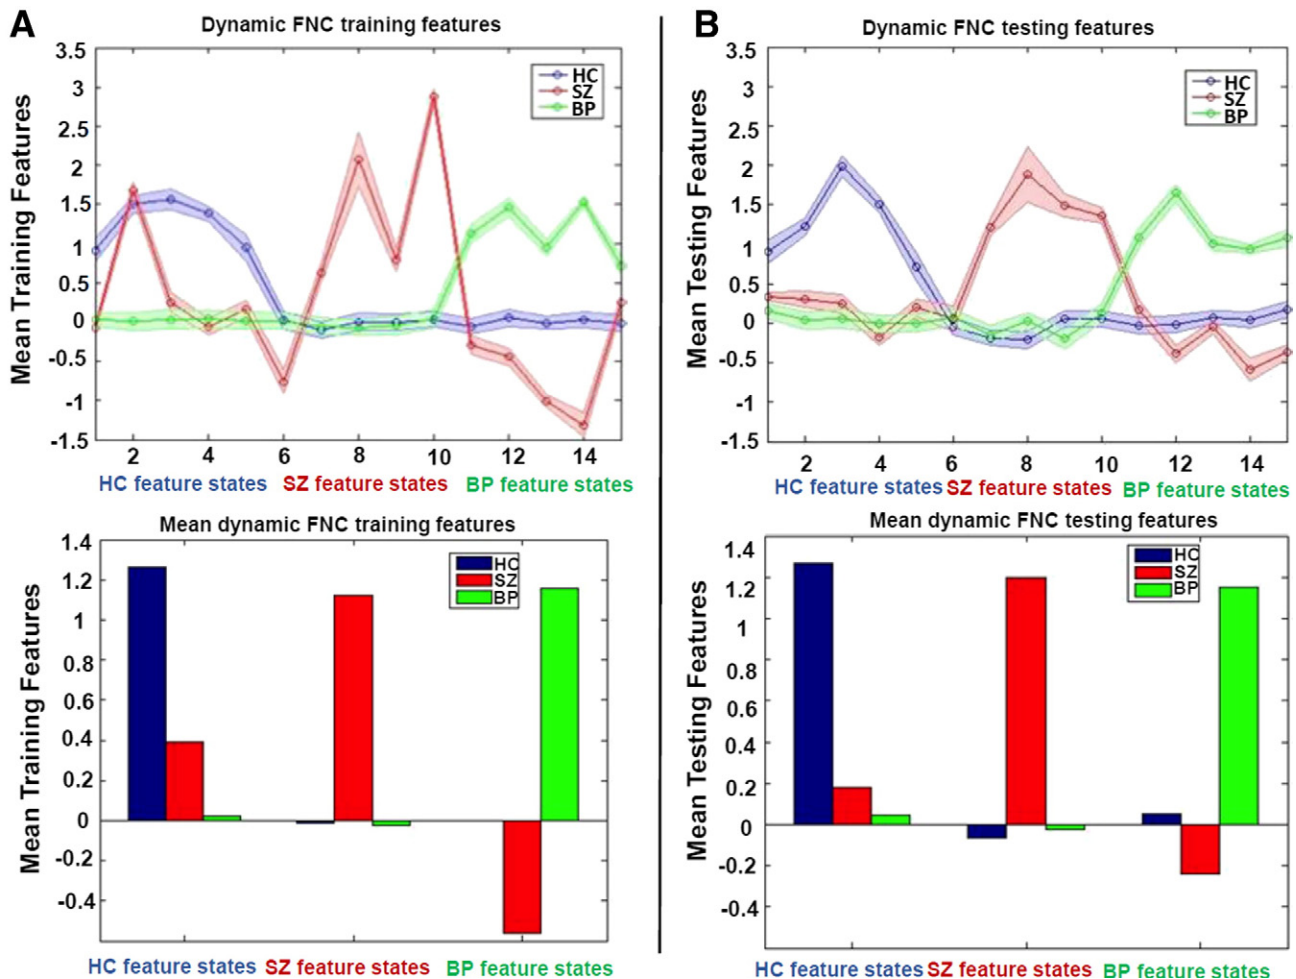 A
Dynamic FNC training features
Mean Training Features
3.5
3
2.5
2
1.5
1
0.5
0
-0.5
-1
-1.5
HC
SZ
BP
2 4 6 8 10 12 14
HC feature states SZ feature states BP feature states
B
Dynamic FNC testing features
Mean Testing Features
3.5
3
2.5
2
1.5
1
0.5
0
-0.5
-1
-1.5
HC
SZ
BP
2 4 6 8 10 12 14
HC feature states SZ feature states BP feature states
Mean dynamic FNC training features
Mean Training Features
1.4
1.2
1
0.8
0.6
0.4
0.2
0
-0.2
-0.4
HC
SZ
BP
HC feature states SZ feature states BP feature states
Mean dynamic FNC testing features
Mean Testing Features
1.4
1.2
1
0.8
0.6
0.4
0.2
0
-0.2
-0.4
HC
SZ
BP
HC feature states SZ feature states BP feature states